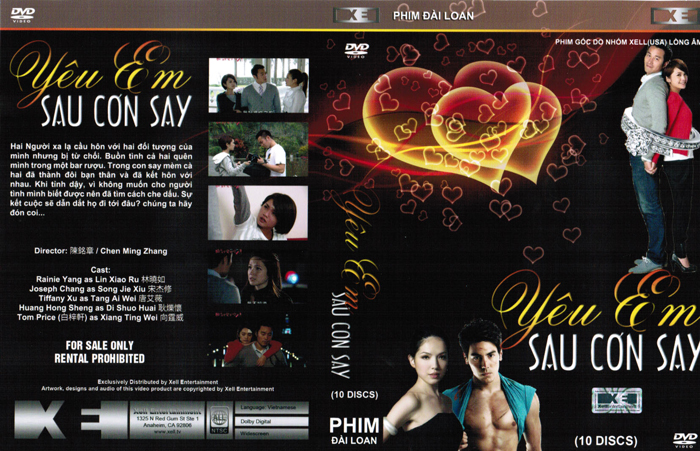 DVD
VIDEO
Yêu Em
SAU CƠN SAY
Hai Người xa lạ cầu hôn với hai đối tượng của
mình nhưng bị từ chối. Buồn tình cả hai quên
mình trong một bar rượu. Trong cơn say mèm cả
hai đã thành đôi bạn thân và đã kết hôn với
nhau. Khi tỉnh dậy, vì không muốn cho người
tình mình biết được nên đã tìm cách che dấu. Sự
kết cuộc sẽ dẫn dắt họ đi tới đâu? chúng ta hãy
đón coi...
Director: 陳銘章 / Chen Ming Zhang
Cast:
Rainie Yang as Lin Xiao Ru 林曉如
Joseph Chang as Song Jie Xiu 宋杰修
Tiffany Xu as Tang Ai Wei 唐艾薇
Huang Hong Sheng as Di Shuo Huai 耿爍懷
Tom Price (白梓軒) as Xiang Ting Wei 向霆威
FOR SALE ONLY
RENTAL PROHIBITED
Exclusively Distributed by Xell Entertainment
Artwork, designs and audio of this video product are copyrighted by Xell Entertainment
XEL
Xell Entertainment
1325 N Red Gum St Ste 1
Anaheim, CA 92806
www.xell.tv
ALL
NTSC
Language: Vietnamese
Dolby Digital
Widescreen
XE
DVD
VIDEO
Yêu Em
SAU CƠN SAY
(10 DISCS)
PHIM
ĐÀI LOAN
PHIM ĐÀI LOAN
XEL
PHIM GỐC DO NHÓM XELL(USA) LỒNG ÂM
Yêu Em
SAU CƠN SAY
(10 DISCS)
DVD
VIDEO